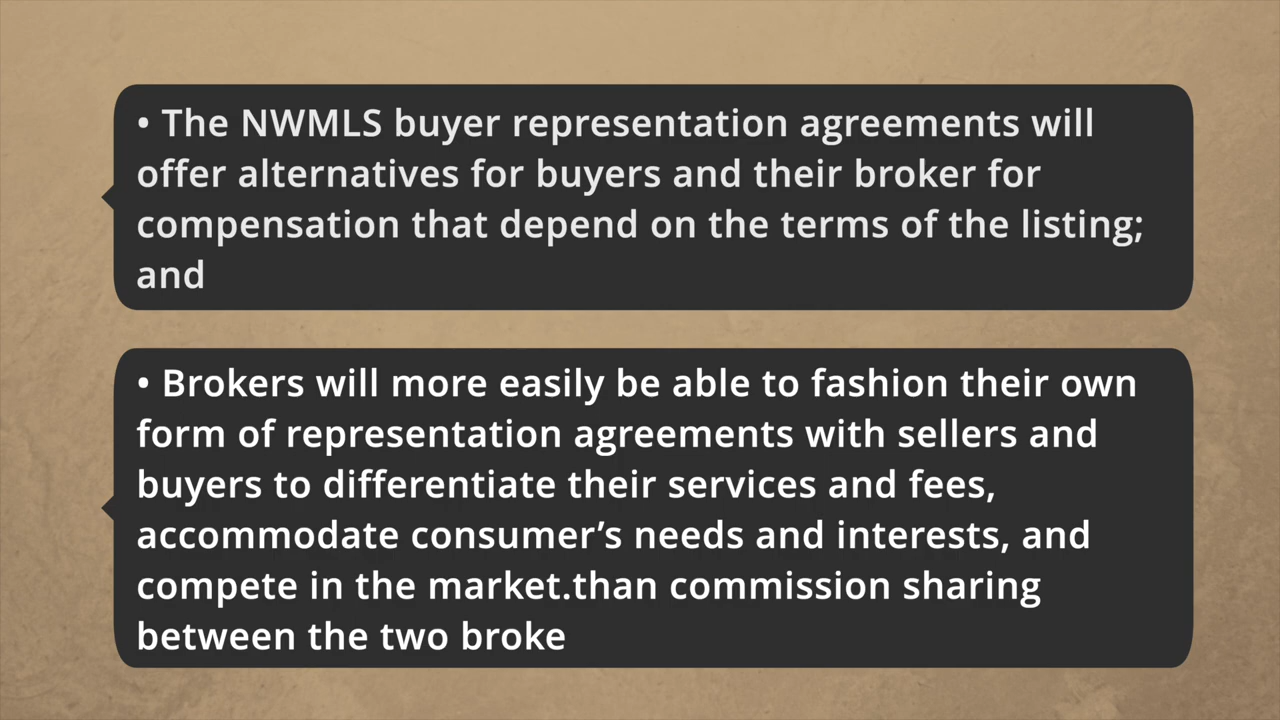 • The NWMLS buyer representation agreements will
offer alternatives for buyers and their broker for
compensation that depend on the terms of the listing;
and
• Brokers will more easily be able to fashion their own
form of representation agreements with sellers and
buyers to differentiate their services and fees,
accommodate consumer’s needs and interests, and
compete in the market.than commission sharing
between the two broke